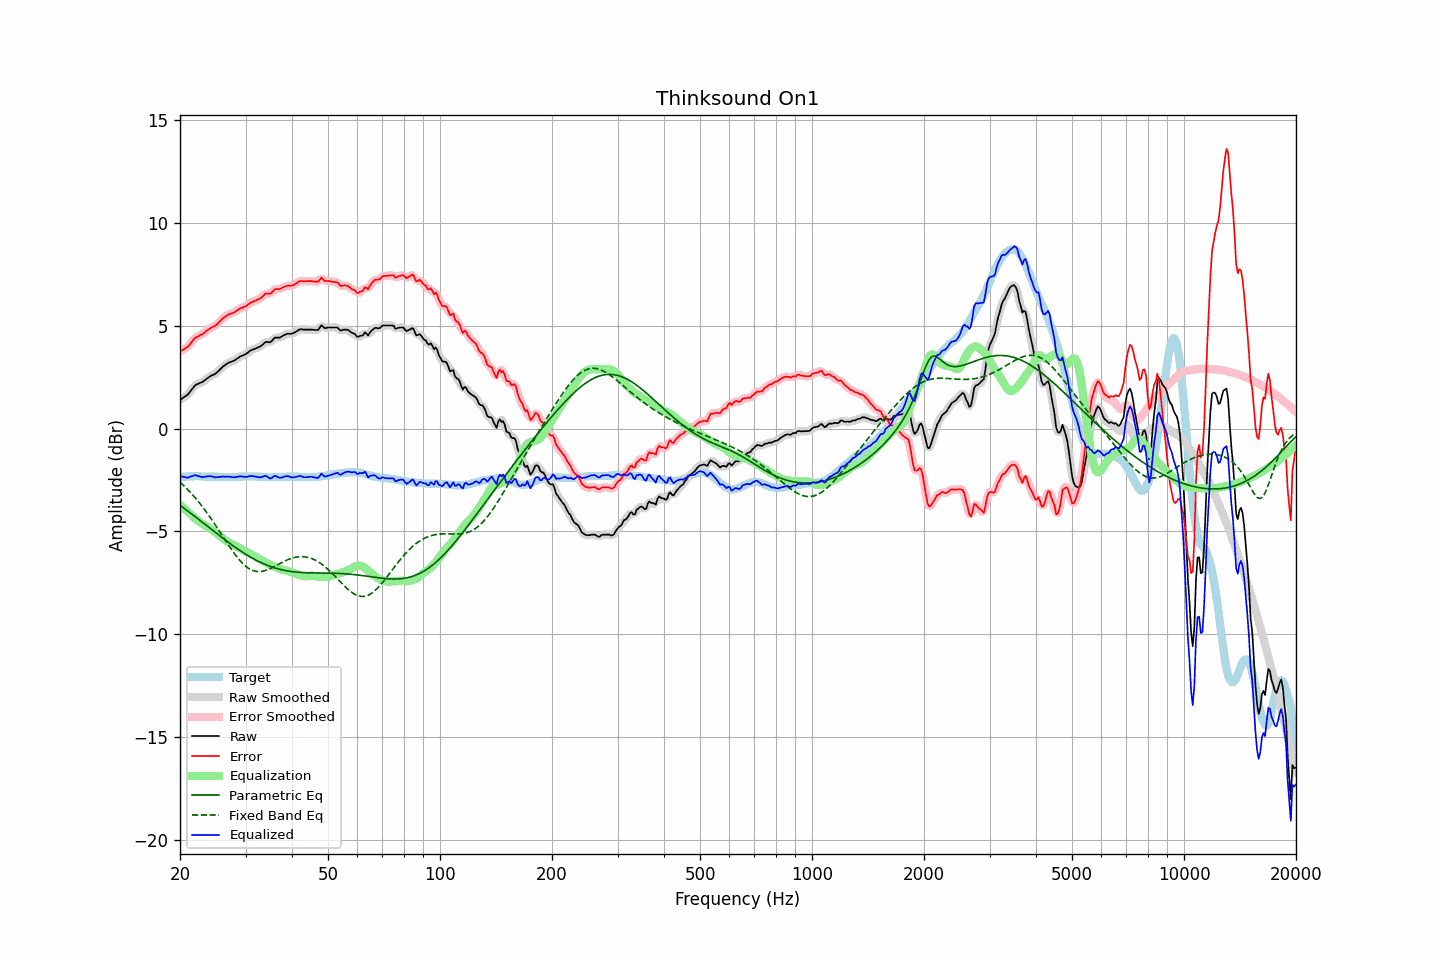 Thinksound On1
Amplitude (dBr)
15
10
5
0
−5
−10
−15
−20
Target
Raw Smoothed
Error Smoothed
Raw
Error
Equalization
Parametric Eq
Fixed Band Eq
Equalized
20 50 100 200 500 1000 2000 5000 10000 20000
Frequency (Hz)